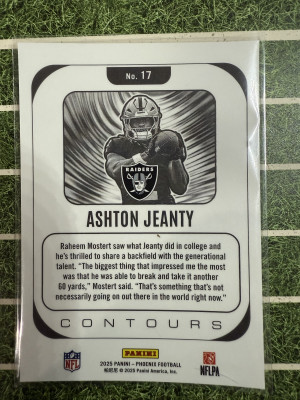 No. 17
RAIDERS
ASHTON JEANTY
Raheem Mostert saw what Jeanty did in college and
he's thrilled to share a backfield with the generational
talent. "The biggest thing that impressed me the most
was that he was able to break and take it another
60 yards," Mostert said. "That's something that's not
necessarily going on out there in the world right now."
CONTOURS
NFL
PANINI
NFLPA
2025 PANINI – PHOENIX FOOTBALL
© 2025 Panini America, Inc.